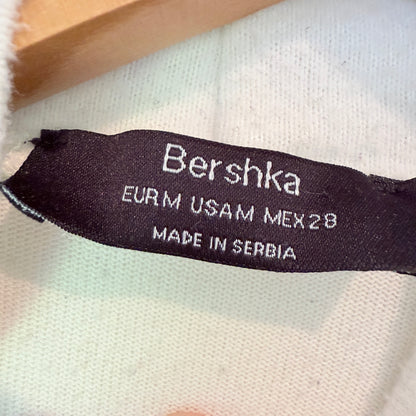 Bershka
EUR M USA M MEX 28
MADE IN SERBIA